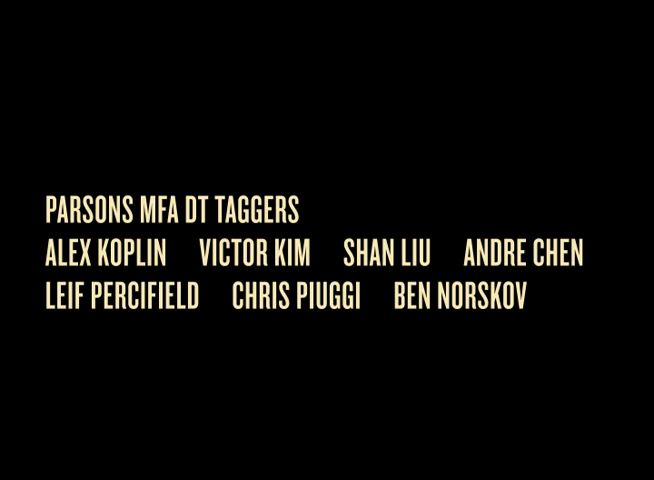 PARSONS MFA DT TAGGERS
ALEX KOPLIN VICTOR KIM SHAN LIU ANDRE CHEN
LEIF PERCIFIELD CHRIS PIUGGI BEN NORSKOV